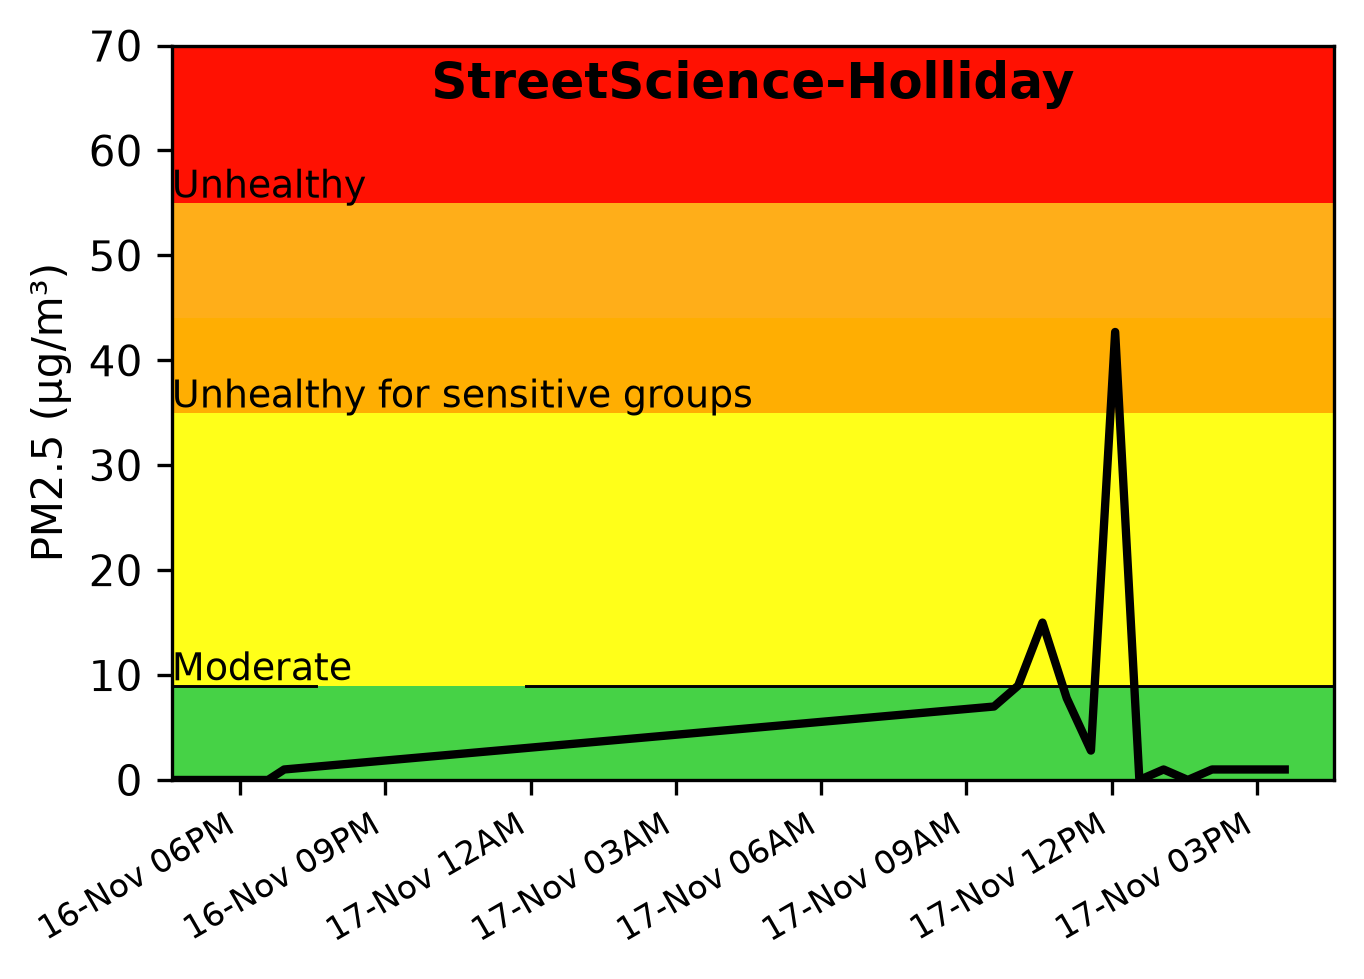 StreetScience-Holliday
PM2.5 (µg/m³)
70
60
50
40
30
20
10
0
Unhealthy
Unhealthy for sensitive groups
Moderate
16-Nov 06PM
16-Nov 09PM
17-Nov 12AM
17-Nov 03AM
17-Nov 06AM
17-Nov 09AM
17-Nov 12PM
17-Nov 03PM